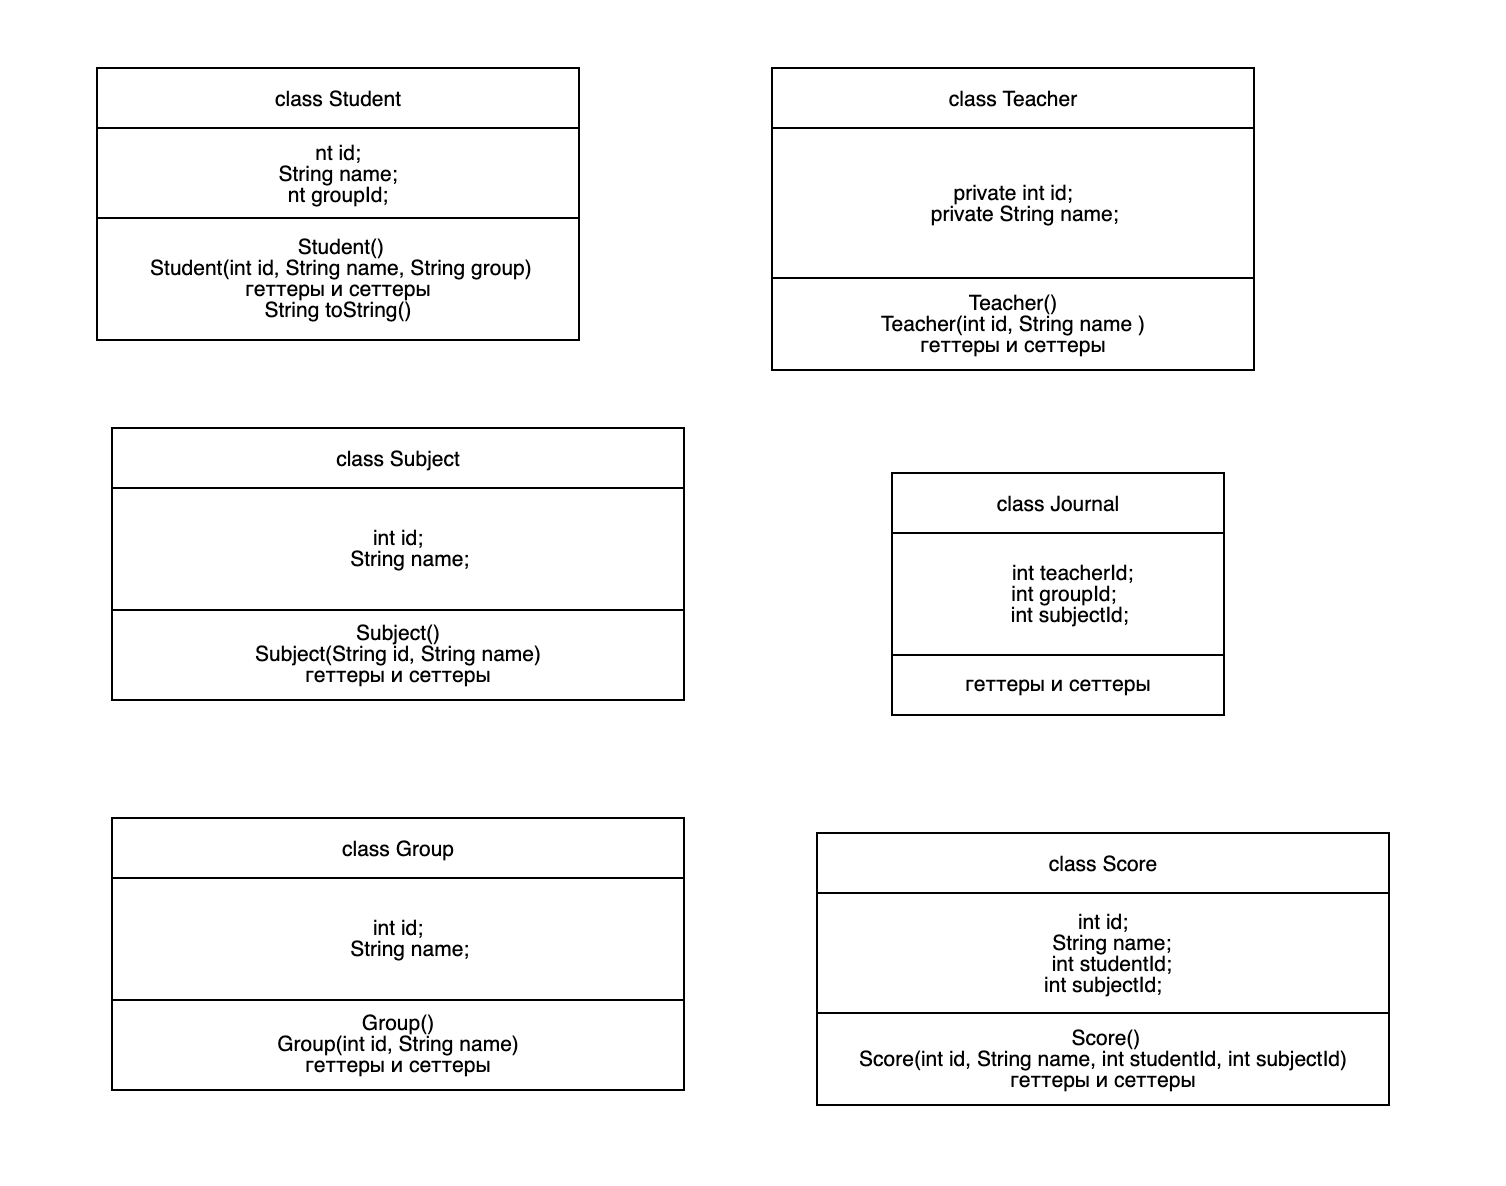 class Student
nt id;
String name;
nt groupId;
Student()
Student(int id, String name, String group)
геттеры и сеттеры
String toString()
class Teacher
private int id;
private String name;
Teacher()
Teacher(int id, String name )
геттеры и сеттеры
class Subject
int id;
String name;
Subject()
Subject(String id, String name)
геттеры и сеттеры
class Journal
int teacherId;
int groupId;
int subjectId;
геттеры и сеттеры
class Group
int id;
String name;
Group()
Group(int id, String name)
геттеры и сеттеры
class Score
int id;
String name;
int studentId;
int subjectId;
Score()
Score(int id, String name, int studentId, int subjectId)
геттеры и сеттеры